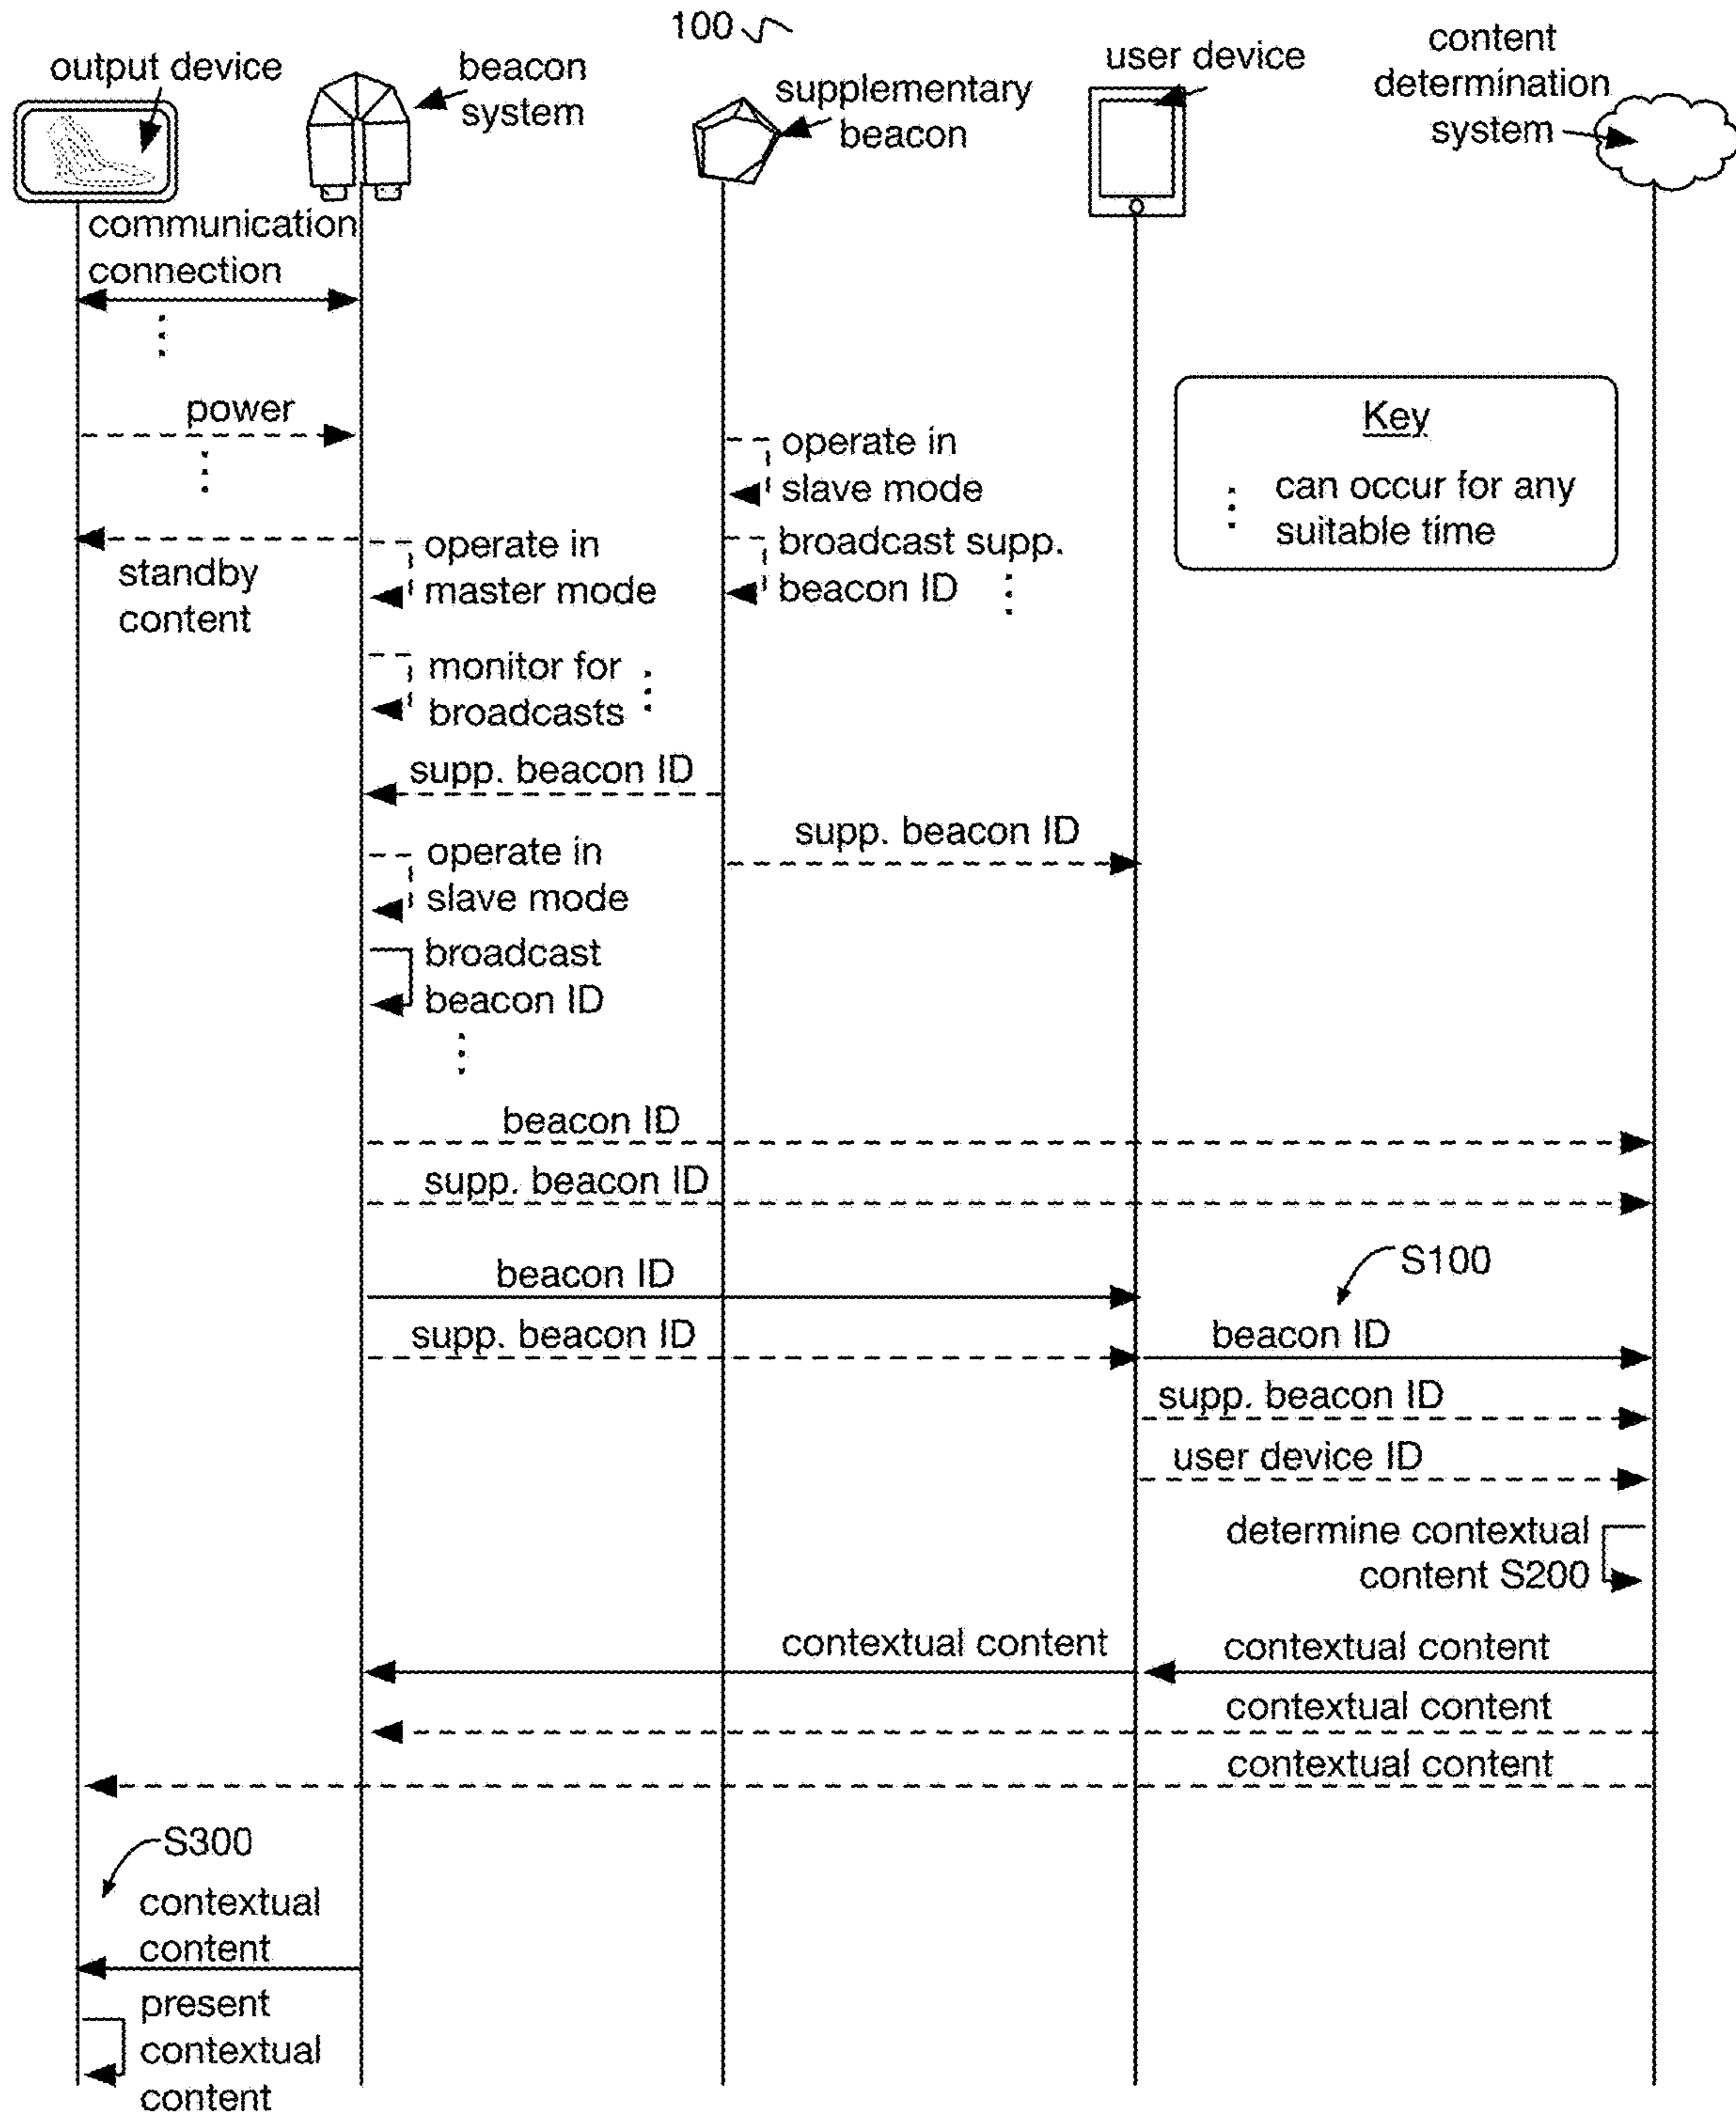 100
output device
beacon
system
supplementary
beacon
user device
content
determination
system
communication
connection
power
operate in
slave mode
Key
can occur for any
suitable time
standby
content
operate in
master mode
broadcast supp.
beacon ID
monitor for
broadcasts
supp. beacon ID
supp. beacon ID
operate in
slave mode
broadcast
beacon ID
beacon ID
supp. beacon ID
S100
beacon ID
supp. beacon ID
beacon ID
supp. beacon ID
user device ID
determine contextual
content S200
contextual content
contextual content
contextual content
contextual content
S300
contextual
content
present
contextual
content